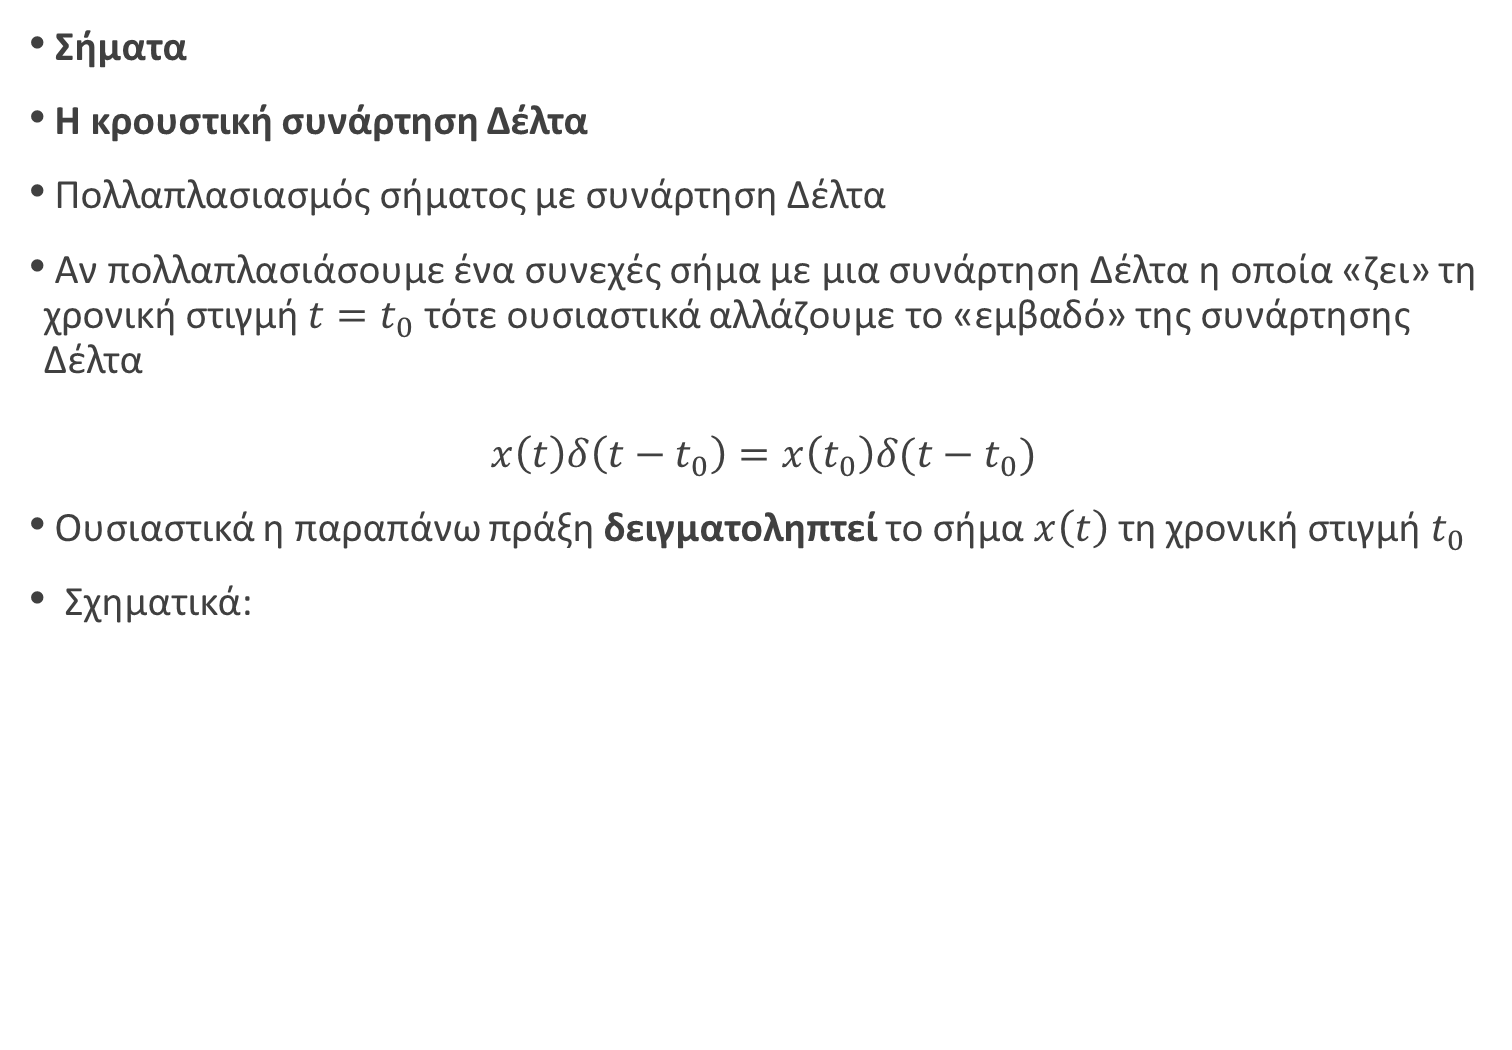 • Σήματα
• Η κρουστική συνάρτηση Δέλτα
• Πολλαπλασιασμός σήματος με συνάρτηση Δέλτα
• Αν πολλαπλασιάσουμε ένα συνεχές σήμα με μια συνάρτηση Δέλτα η οποία «ζει» τη
χρονική στιγμή t = t₀ τότε ουσιαστικά αλλάζουμε το «εμβαδό» της συνάρτησης
Δέλτα
x(t)δ(t − t₀) = x(t₀)δ(t − t₀)
• Ουσιαστικά η παραπάνω πράξη δειγματοληπτεί το σήμα x(t) τη χρονική στιγμή t₀
• Σχηματικά: